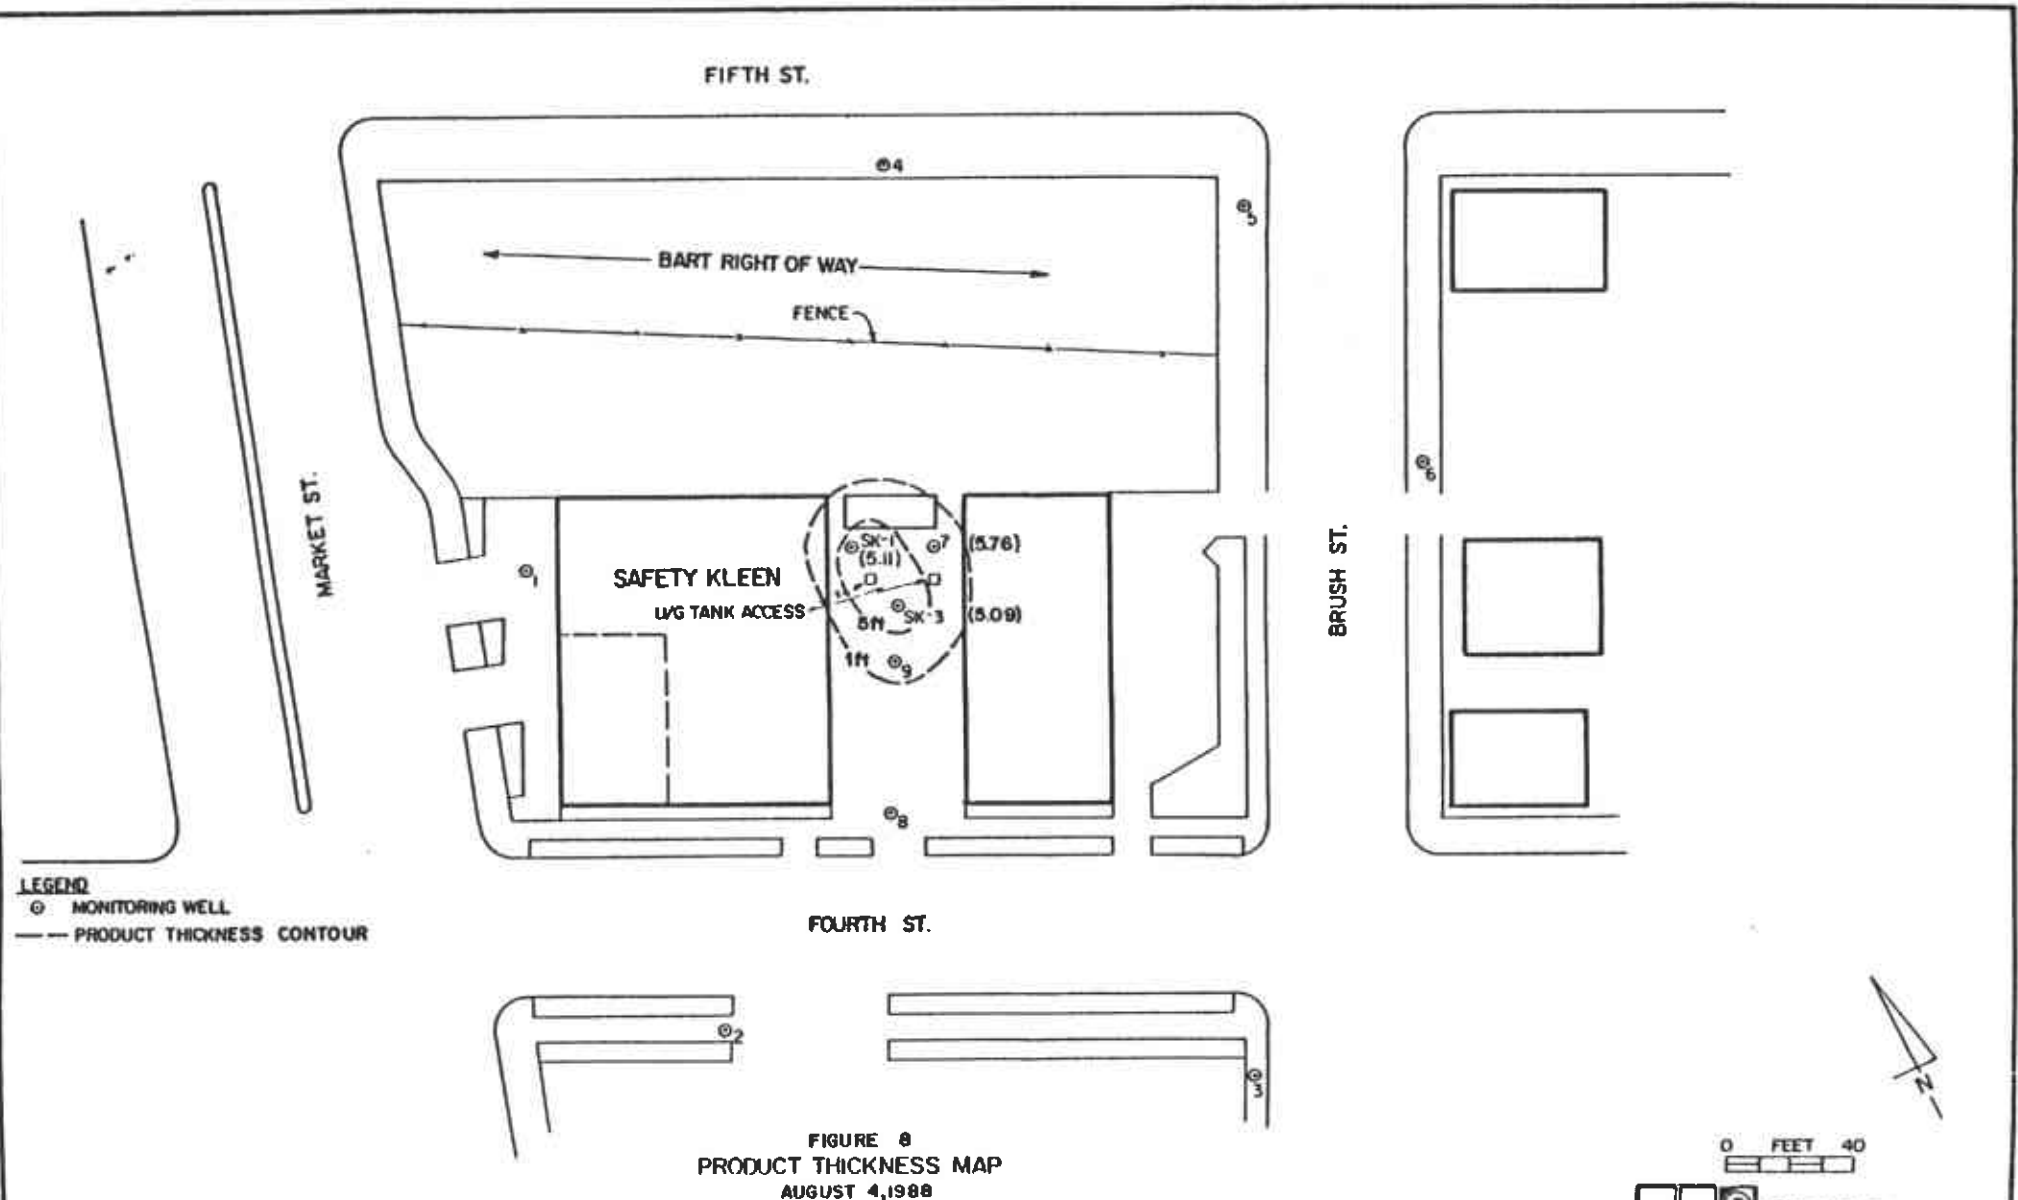 FIFTH ST.
4
5
BART RIGHT OF WAY
FENCE
6
MARKET ST.
BRUSH ST.
SK-1
(5.11)
7
(5.76)
1
SAFETY KLEEN
U/G TANK ACCESS
SK-3
(5.09)
5ft
1ft
9
8
LEGEND
MONITORING WELL
PRODUCT THICKNESS CONTOUR
FOURTH ST.
2
3
N
FIGURE 8
PRODUCT THICKNESS MAP
AUGUST 4, 1988
0 FEET 40